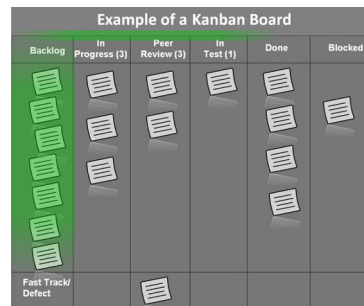 Example of a Kanban Board
Backlog
In
Progress (3)
Peer
Review (3)
In
Test (1)
Done
Blocked
Fast Track/
Defect